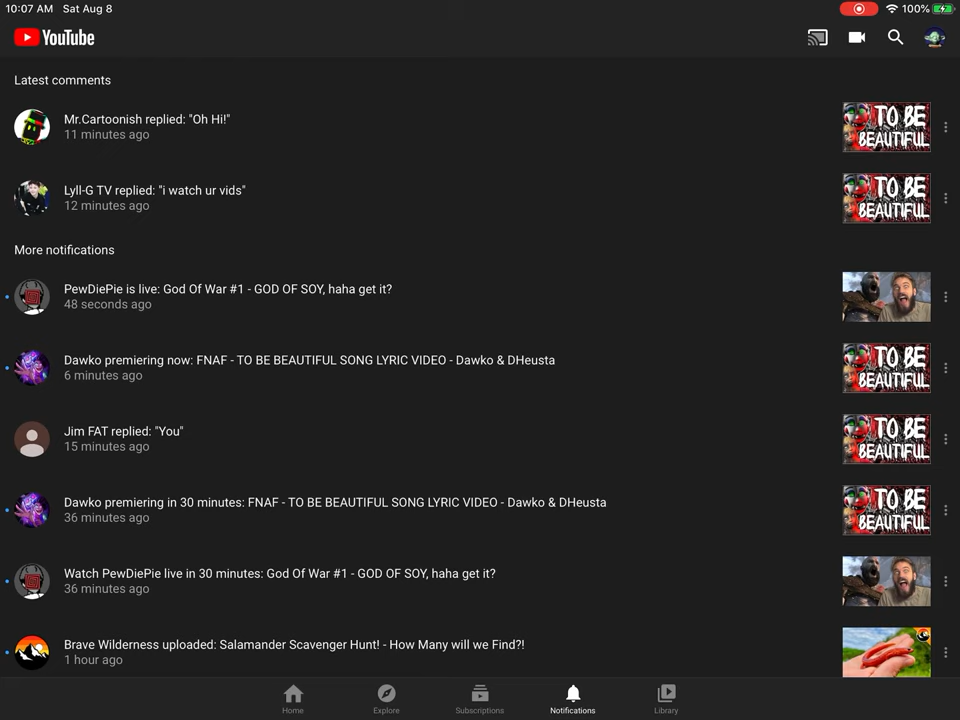 10:07 AM Sat Aug 8
100%
YouTube
Latest comments
Mr.Cartoonish replied: "Oh Hi!"
11 minutes ago
TO BE
BEAUTIFUL
Lyll-G TV replied: "i watch ur vids"
12 minutes ago
TO BE
BEAUTIFUL
More notifications
PewDiePie is live: God Of War #1 - GOD OF SOY, haha get it?
48 seconds ago
Dawko premiering now: FNAF - TO BE BEAUTIFUL SONG LYRIC VIDEO - Dawko & DHeusta
6 minutes ago
TO BE
BEAUTIFUL
Jim FAT replied: "You"
15 minutes ago
TO BE
BEAUTIFUL
Dawko premiering in 30 minutes: FNAF - TO BE BEAUTIFUL SONG LYRIC VIDEO - Dawko & DHeusta
36 minutes ago
TO BE
BEAUTIFUL
Watch PewDiePie live in 30 minutes: God Of War #1 - GOD OF SOY, haha get it?
36 minutes ago
Brave Wilderness uploaded: Salamander Scavenger Hunt! - How Many will we Find?!
1 hour ago
Home
Explore
Subscriptions
Notifications
Library